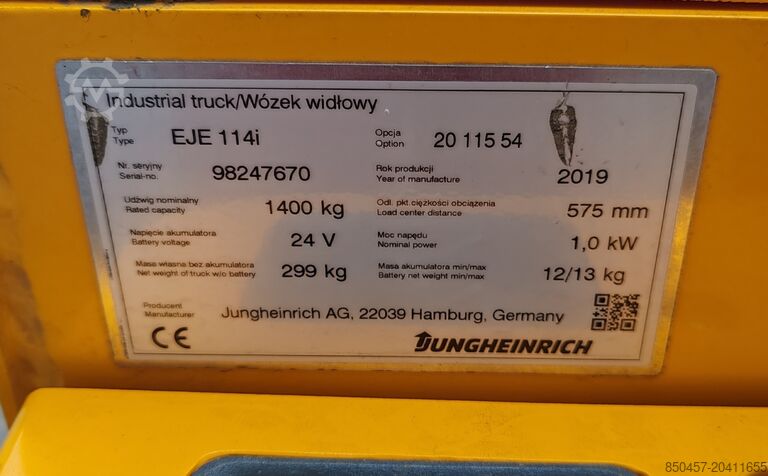 Industrial truck/Wózek widłowy
Typ
Type
EJE 114i
Opcja
Option
20 115 54
Nr. seryjny
Serial-no.
98247670
Rok produkcji
Year of manufacture
2019
Udźwig nominalny
Rated capacity
1400 kg
Odl. pkt. ciężkości obciążenia
Load center distance
575 mm
Napięcie akumulatora
Battery voltage
24 V
Moc napędu
Nominal power
1,0 kW
Masa własna bez akumulatora
Net weight of truck w/o battery
299 kg
Masa akumulatora min/max
Battery net weight min/max
12/13 kg
Producent
Manufacturer
Jungheinrich AG, 22039 Hamburg, Germany
CE
JUNGHEINRICH
850457-20411655